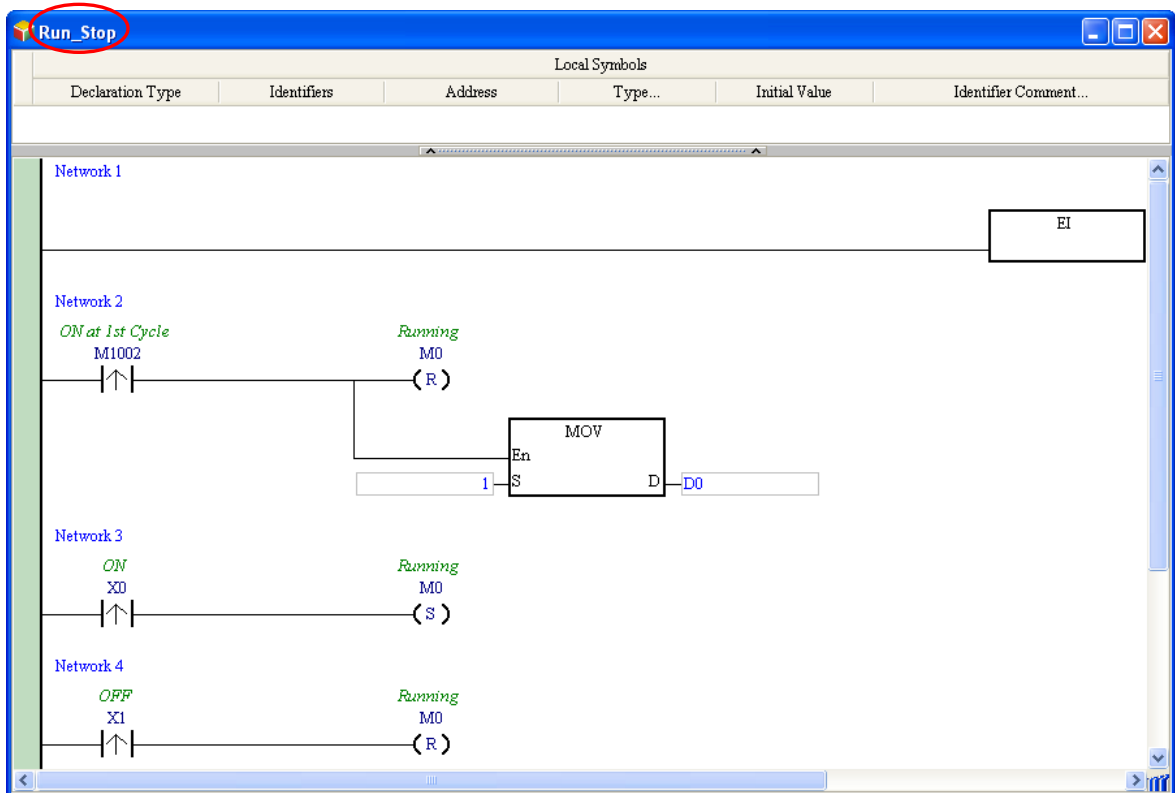 Run_Stop
Local Symbols
Declaration Type Identifiers Address Type... Initial Value Identifier Comment...
Network 1
EI
Network 2
ON at 1st Cycle Running
M1002 M0
R
MOV
En
1 S D D0
Network 3
ON Running
X0 M0
S
Network 4
OFF Running
X1 M0
R